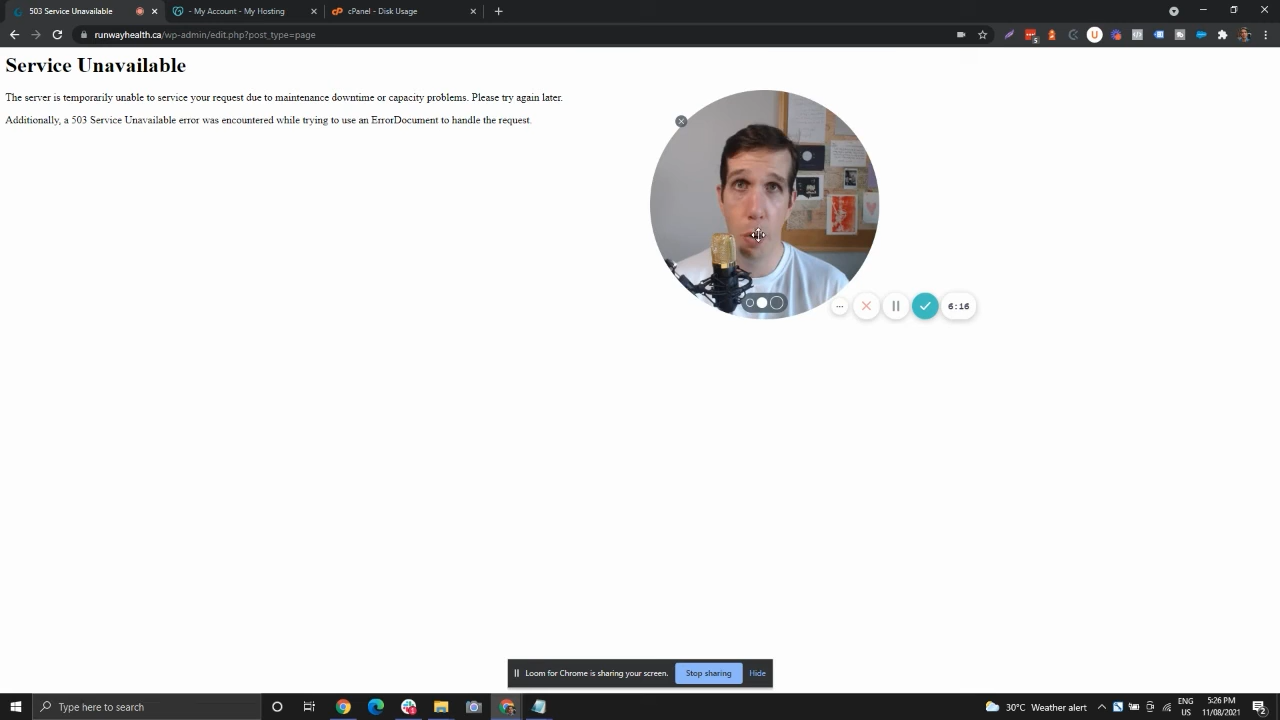 503 Service Unavailable
- My Account - My Hosting
cPanel - Disk Usage
runwayhealth.ca/wp-admin/edit.php?post_type=page
5
U
Service Unavailable
The server is temporarily unable to service your request due to maintenance downtime or capacity problems. Please try again later.
Additionally, a 503 Service Unavailable error was encountered while trying to use an ErrorDocument to handle the request.
6:16
Loom for Chrome is sharing your screen.
Stop sharing
Hide
Type here to search
30°C Weather alert
ENG
US
5:26 PM
11/08/2021
2